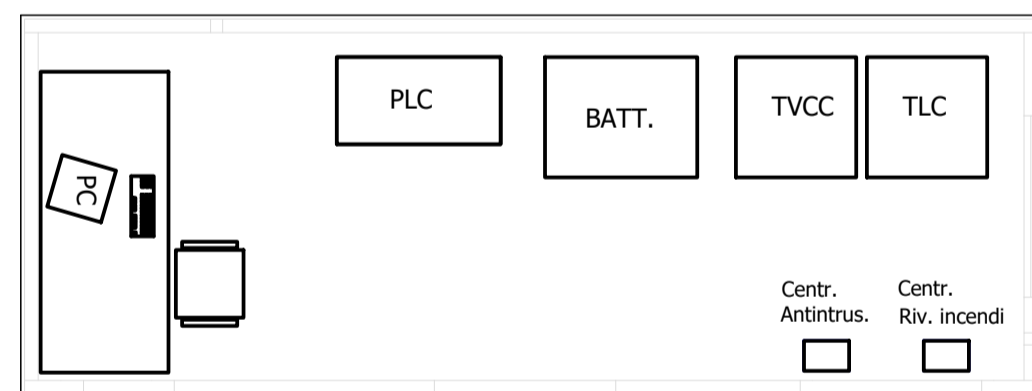 PLC
BATT.
TVCC
TLC
PC
Centr.
Antintrus.
Centr.
Riv. incendi